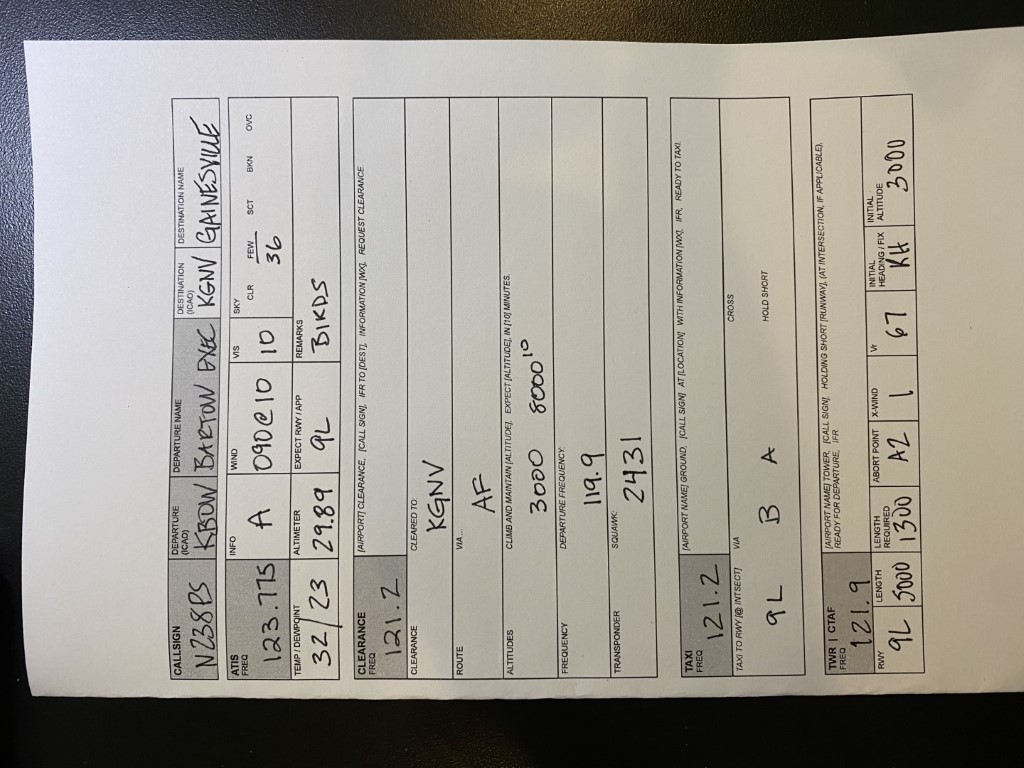 CALLSIGN DEPARTURE (ICAO) DEPARTURE NAME DESTINATION (ICAO) DESTINATION NAME
N238PS KBOW BARTOW EXEC KGNV GAINESVILLE
ATIS FREQ INFO WIND VIS SKY CLR FEW SCT BKN OVC
123.775 A 090@10 10 36
TEMP / DEWPOINT ALTIMETER EXPECT RWY / APP REMARKS
32/23 29.89 9L BIRDS
CLEARANCE FREQ [AIRPORT] CLEARANCE, [CALL SIGN], IFR TO [DEST], INFORMATION [WX], REQUEST CLEARANCE.
121.2
CLEARANCE CLEARED TO:
KGNV
ROUTE VIA...
AF
ALTITUDES CLIMB AND MAINTAIN [ALTITUDE], EXPECT [ALTITUDE], IN [10] MINUTES.
3000 8000 10
FREQUENCY DEPARTURE FREQUENCY:
119.9
TRANSPONDER SQUAWK:
2431
TAXI FREQ [AIRPORT NAME] GROUND, [CALL SIGN] AT [LOCATION] WITH INFORMATION [WX], IFR, READY TO TAXI.
121.2
TAXI TO RWY [@ INTSECT] VIA CROSS
9L B A HOLD SHORT
TWR | CTAF FREQ [AIRPORT NAME] TOWER, [CALL SIGN] HOLDING SHORT [RUNWAY], (AT INTERSECTION, IF APPLICABLE),
READY FOR DEPARTURE, IFR
121.9
RWY LENGTH LENGTH REQUIRED ABORT POINT X-WIND Vr INITIAL HEADING / FIX INITIAL ALTITUDE
9L 5000 1300 A2 1 67 RH 3000